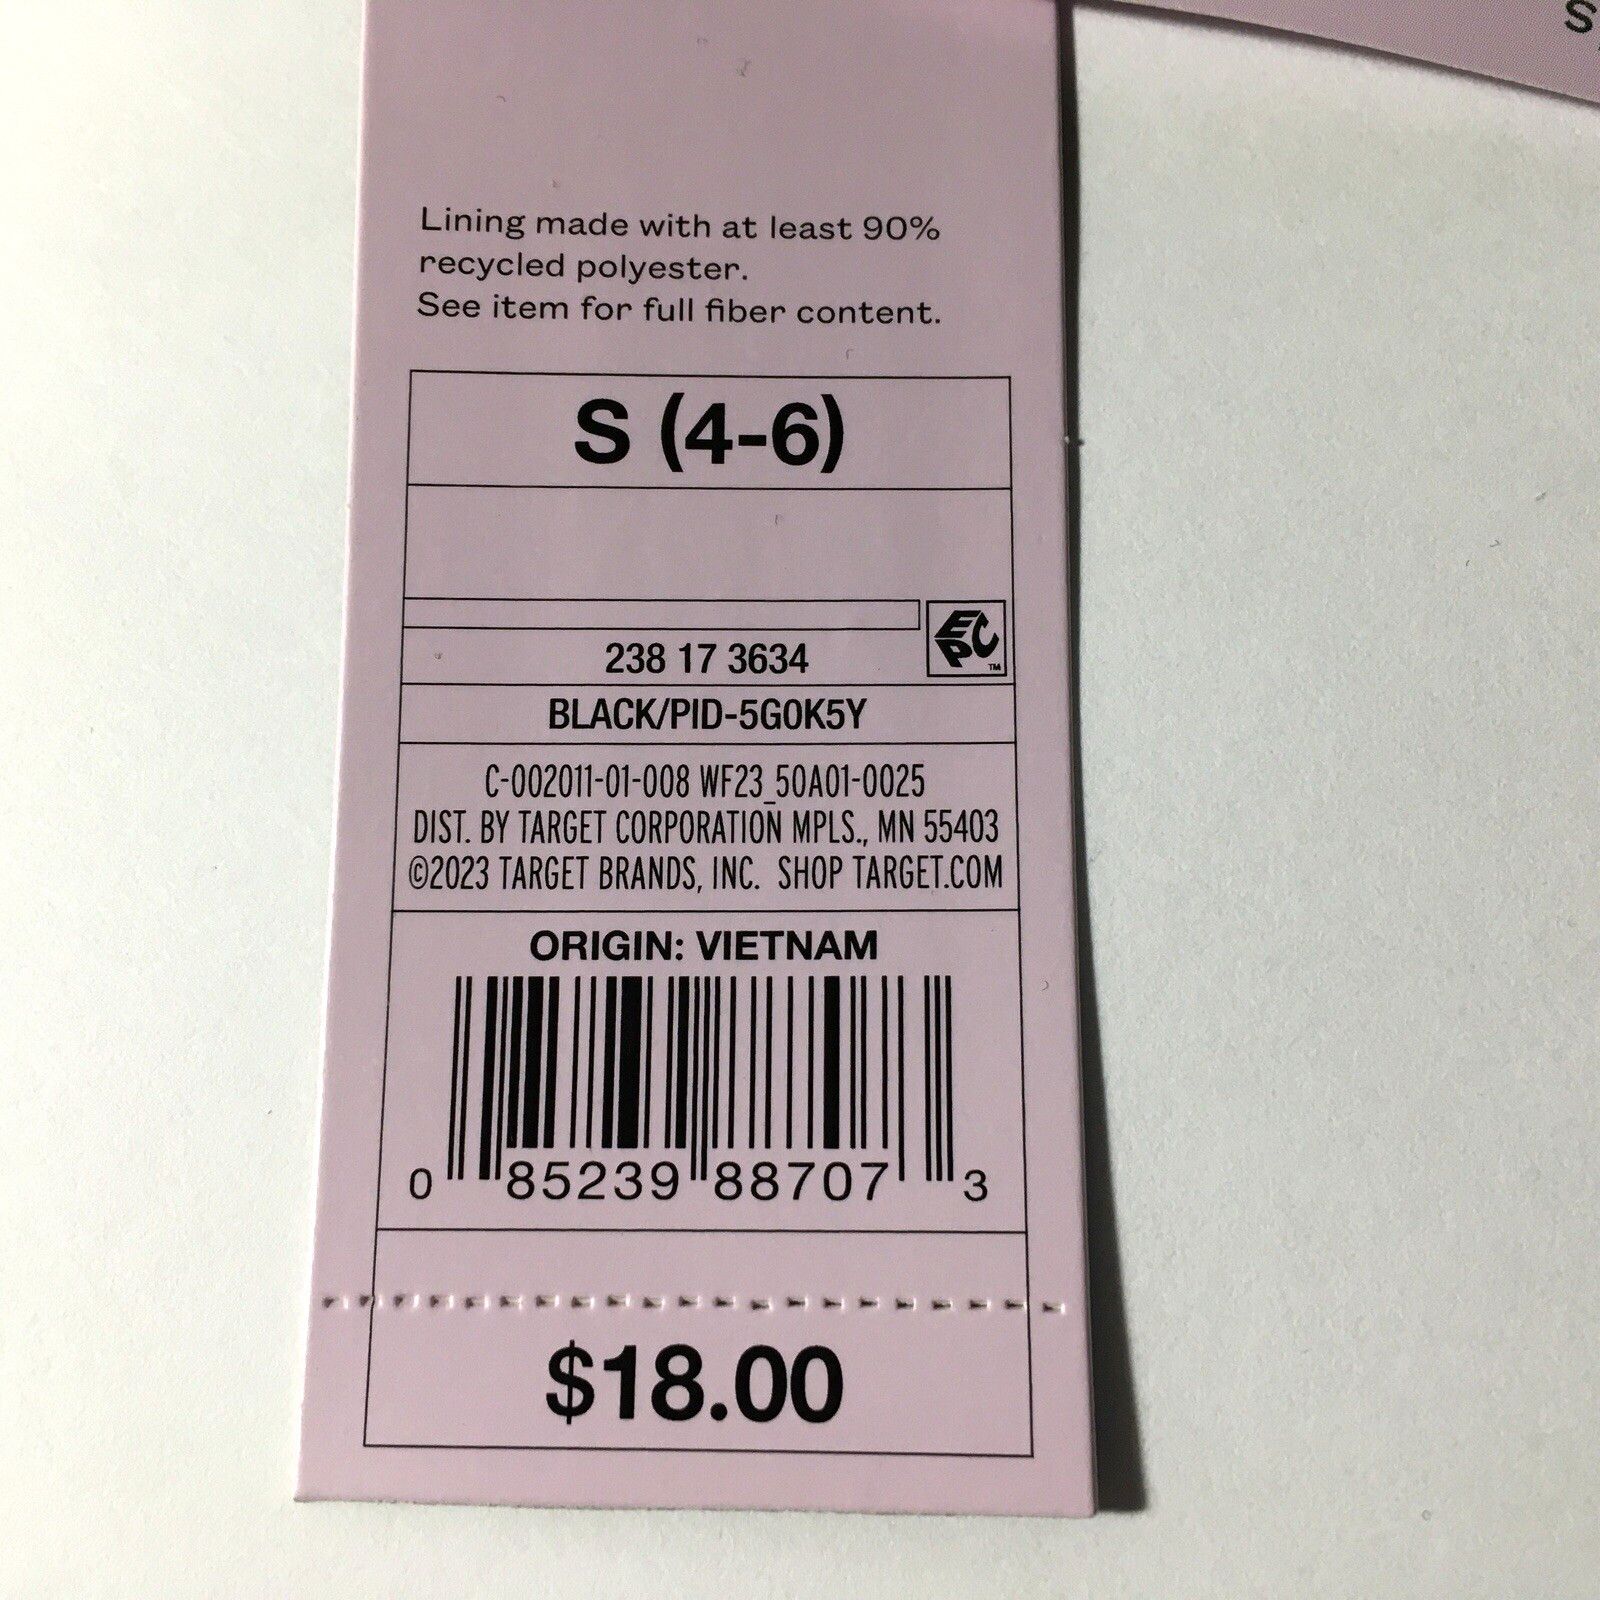 Lining made with at least 90%
recycled polyester.
See item for full fiber content.
S (4-6)
EPC™
238 17 3634
BLACK/PID-5G0K5Y
C-002011-01-008 WF23_50A01-0025
DIST. BY TARGET CORPORATION MPLS., MN 55403
©2023 TARGET BRANDS, INC. SHOP TARGET.COM
ORIGIN: VIETNAM
0 85239 88707 3
$18.00